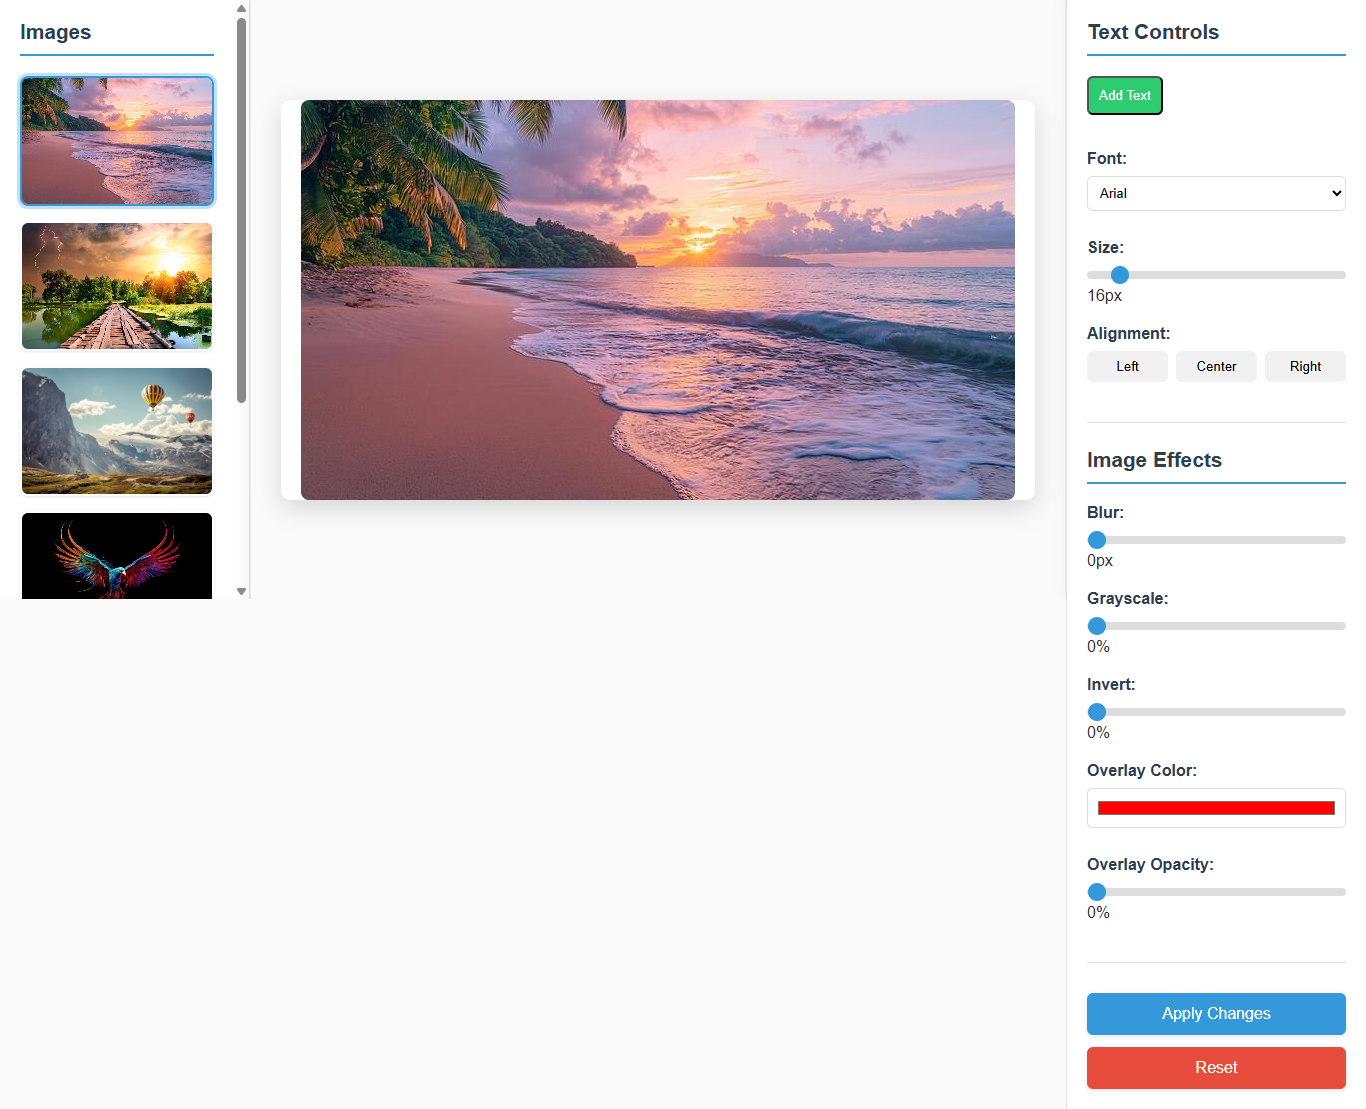 Images
Text Controls
Add Text
Font:
Arial
Size:
16px
Alignment:
Left
Center
Right
Image Effects
Blur:
0px
Grayscale:
0%
Invert:
0%
Overlay Color:
Overlay Opacity:
0%
Apply Changes
Reset